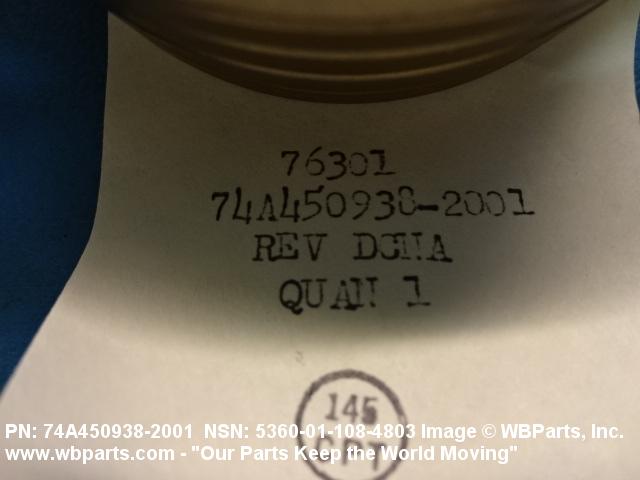 76301
74A450938-2001
REV DCNA
QUAN 1
145
PN: 74A450938-2001 NSN: 5360-01-108-4803 Image © WBParts, Inc.
www.wbparts.com - "Our Parts Keep the World Moving"